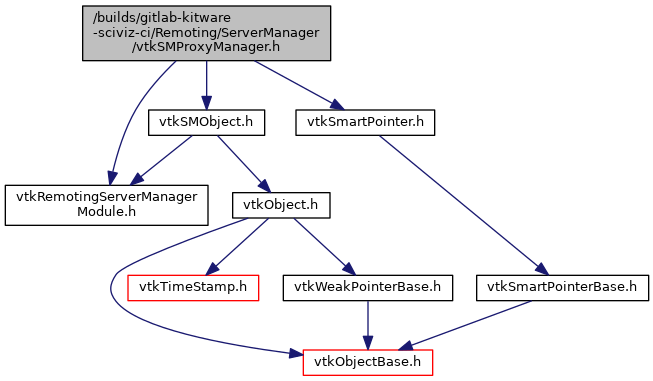 /builds/gitlab-kitware
-sciviz-ci/Remoting/ServerManager
/vtkSMProxyManager.h
vtkSMObject.h
vtkSmartPointer.h
vtkRemotingServerManager
Module.h
vtkObject.h
vtkTimeStamp.h
vtkWeakPointerBase.h
vtkSmartPointerBase.h
vtkObjectBase.h